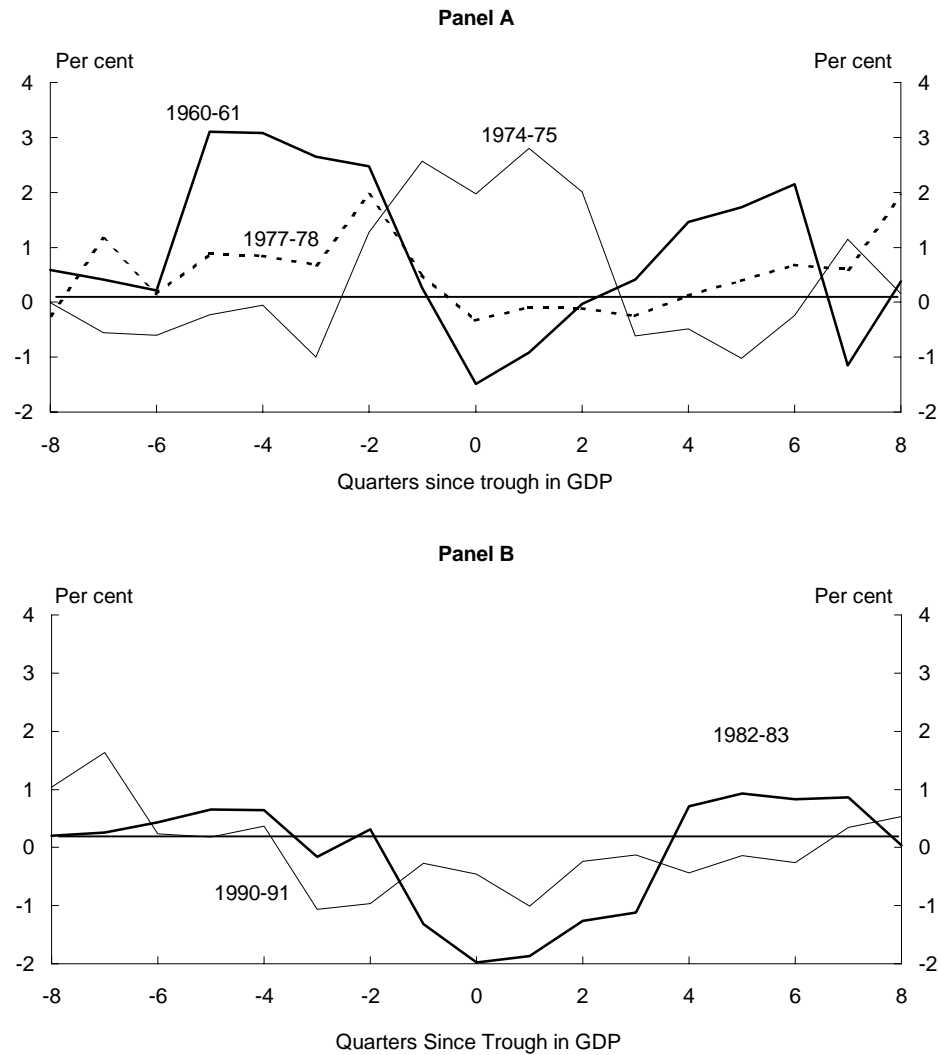 Panel A
Per cent Per cent
4 4
1960-61
3 1974-75 3
2 2
1977-78
1 1
0 0
-1 -1
-2 -2
-8 -6 -4 -2 0 2 4 6 8
Quarters since trough in GDP
Panel B
Per cent Per cent
4 4
3 3
2 1982-83 2
1 1
0 0
1990-91
-1 -1
-2 -2
-8 -6 -4 -2 0 2 4 6 8
Quarters Since Trough in GDP